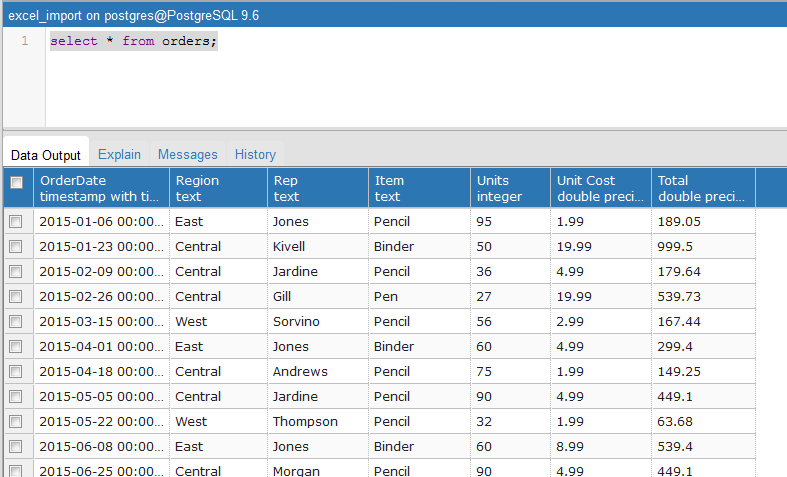 excel_import on postgres@PostgreSQL 9.6
1 select * from orders;
Data Output Explain Messages History
OrderDate Region Rep Item Units Unit Cost Total
timestamp with ti... text text text integer double preci... double preci...
2015-01-06 00:00... East Jones Pencil 95 1.99 189.05
2015-01-23 00:00... Central Kivell Binder 50 19.99 999.5
2015-02-09 00:00... Central Jardine Pencil 36 4.99 179.64
2015-02-26 00:00... Central Gill Pen 27 19.99 539.73
2015-03-15 00:00... West Sorvino Pencil 56 2.99 167.44
2015-04-01 00:00... East Jones Binder 60 4.99 299.4
2015-04-18 00:00... Central Andrews Pencil 75 1.99 149.25
2015-05-05 00:00... Central Jardine Pencil 90 4.99 449.1
2015-05-22 00:00... West Thompson Pencil 32 1.99 63.68
2015-06-08 00:00... East Jones Binder 60 8.99 539.4
2015-06-25 00:00... Central Morgan Pencil 90 4.99 449.1